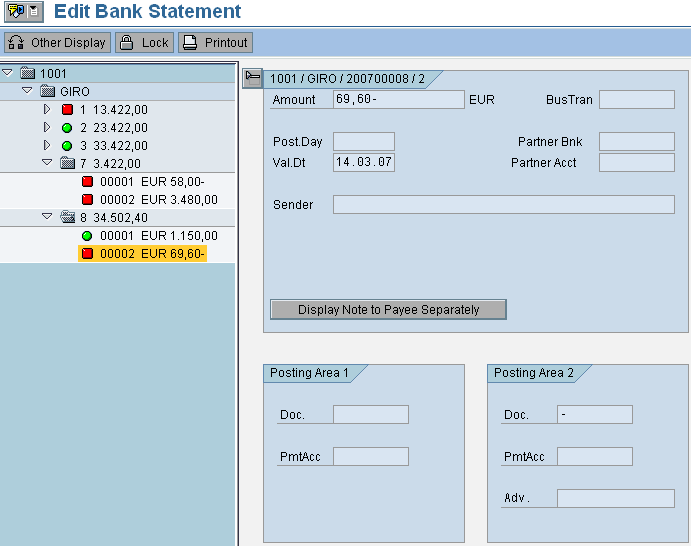 Edit Bank Statement
Other Display Lock Printout
1001
GIRO
1 13.422,00
2 23.422,00
3 33.422,00
7 3.422,00
00001 EUR 58,00-
00002 EUR 3.480,00
8 34.502,40
00001 EUR 1.150,00
00002 EUR 69,60-
1001 / GIRO / 200700008 / 2
Amount 69,60- EUR BusTran
Post.Day Partner Bnk
Val.Dt 14.03.07 Partner Acct
Sender
Display Note to Payee Separately
Posting Area 1
Doc.
PmtAcc
Posting Area 2
Doc. -
PmtAcc
Adv.